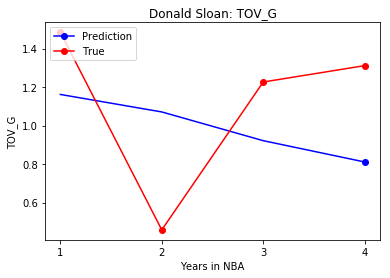 Donald Sloan: TOV_G
Prediction
True
1.4
1.2
1.0
0.8
0.6
TOV_G
1
2
3
4
Years in NBA